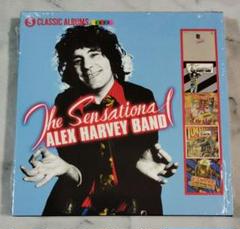 5 CLASSIC ALBUMS
The Sensational
ALEX HARVEY BAND